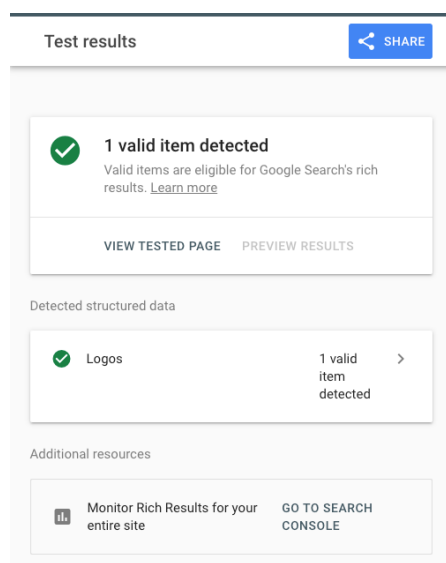 Test results
SHARE
1 valid item detected
Valid items are eligible for Google Search's rich
results. Learn more
VIEW TESTED PAGE
PREVIEW RESULTS
Detected structured data
Logos
1 valid
item
detected
Additional resources
Monitor Rich Results for your
entire site
GO TO SEARCH
CONSOLE